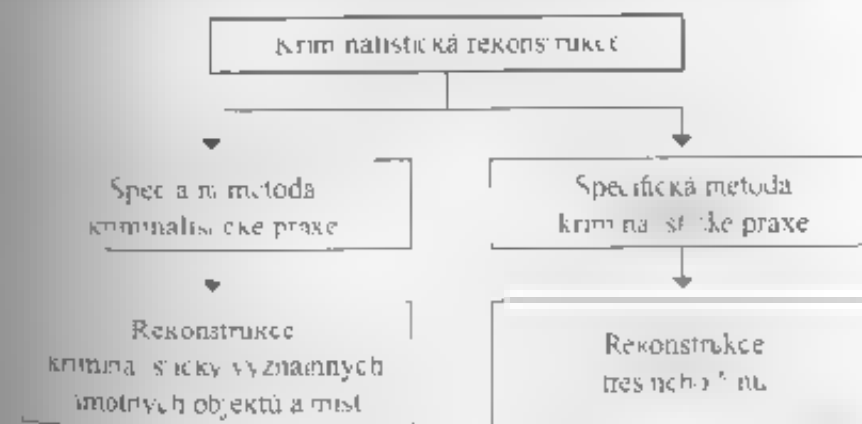 Kriminalistická rekonstrukce
Speciální metoda
kriminalistické praxe
Specifická metoda
kriminalistické praxe
Rekonstrukce
kriminalisticky významných
hmotných objektů a míst
Rekonstrukce
trestného činu